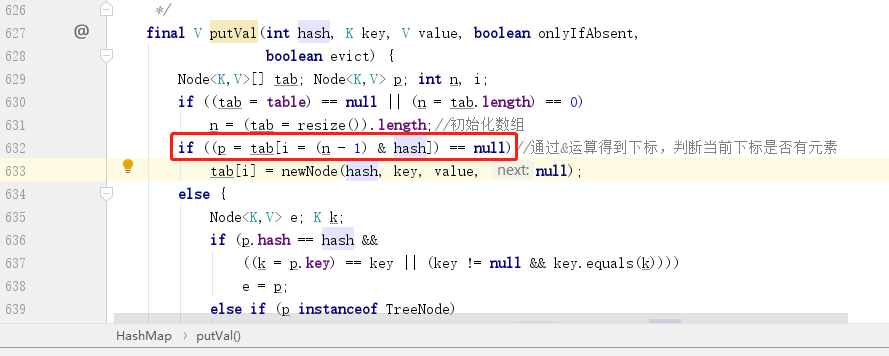 626 */
627 @ final V putVal(int hash, K key, V value, boolean onlyIfAbsent,
628 boolean evict) {
629 Node<K,V>[] tab; Node<K,V> p; int n, i;
630 if ((tab = table) == null || (n = tab.length) == 0)
631 n = (tab = resize()).length;//初始化数组
632 if ((p = tab[i = (n - 1) & hash]) == null)//通过&运算得到下标，判断当前下标是否有元素
633 tab[i] = newNode(hash, key, value, next: null);
634 else {
635 Node<K,V> e; K k;
636 if (p.hash == hash &&
637 ((k = p.key) == key || (key != null && key.equals(k))))
638 e = p;
639 else if (p instanceof TreeNode)
HashMap › putVal()